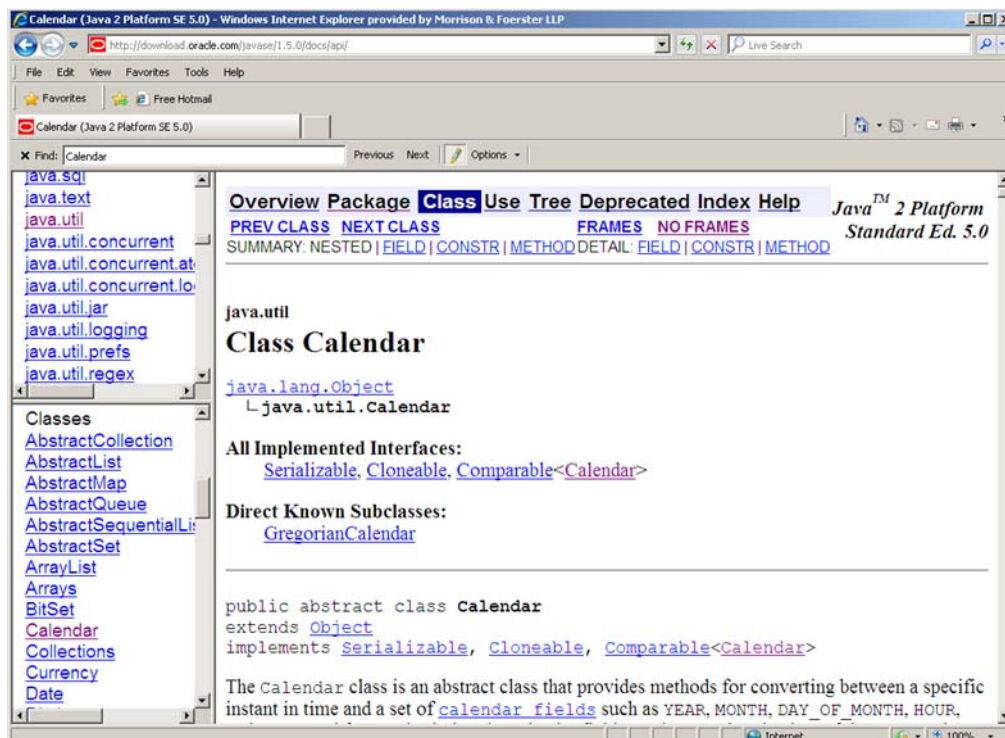 Calendar (Java 2 Platform SE 5.0) - Windows Internet Explorer provided by Morrison & Foerster LLP
http://download.oracle.com/javase/1.5.0/docs/api/
Live Search
File Edit View Favorites Tools Help
Favorites Free Hotmail
Calendar (Java 2 Platform SE 5.0)
x Find: Calendar Previous Next Options
java.sql
java.text
java.util
java.util.concurrent
java.util.concurrent.at
java.util.concurrent.lo
java.util.jar
java.util.logging
java.util.prefs
java.util.regex
Classes
AbstractCollection
AbstractList
AbstractMap
AbstractQueue
AbstractSequentialLi
AbstractSet
ArrayList
Arrays
BitSet
Calendar
Collections
Currency
Date
Overview Package Class Use Tree Deprecated Index Help
Java™ 2 Platform
Standard Ed. 5.0
PREV CLASS NEXT CLASS FRAMES NO FRAMES
SUMMARY: NESTED | FIELD | CONSTR | METHOD DETAIL: FIELD | CONSTR | METHOD
java.util
Class Calendar
java.lang.Object
java.util.Calendar
All Implemented Interfaces:
Serializable, Cloneable, Comparable<Calendar>
Direct Known Subclasses:
GregorianCalendar
public abstract class Calendar
extends Object
implements Serializable, Cloneable, Comparable<Calendar>
The Calendar class is an abstract class that provides methods for converting between a specific
instant in time and a set of calendar fields such as YEAR, MONTH, DAY_OF_MONTH, HOUR,
Internet 100%